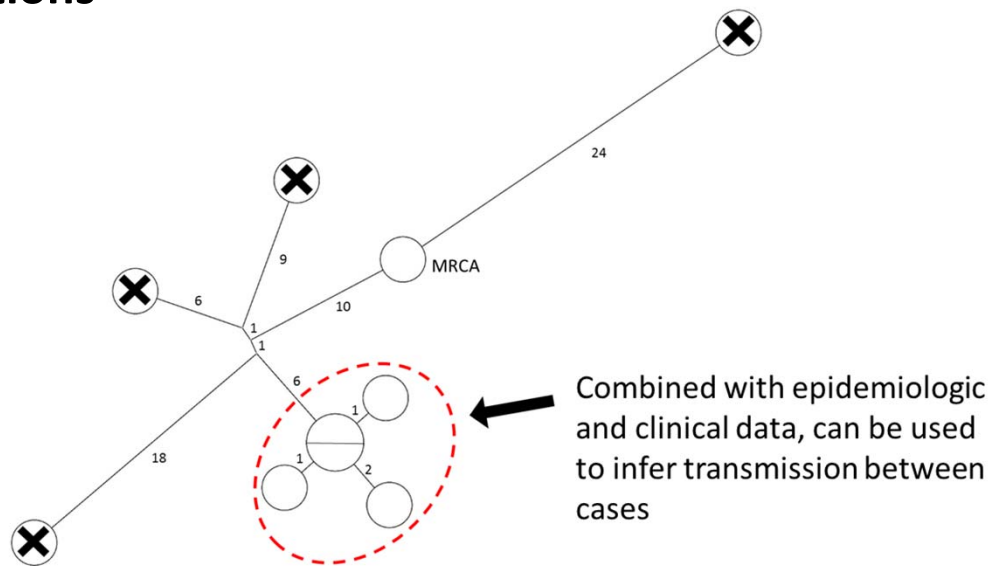 24
9
MRCA
6
10
1
1
6
1
18
1
2
Combined with epidemiologic
and clinical data, can be used
to infer transmission between
cases